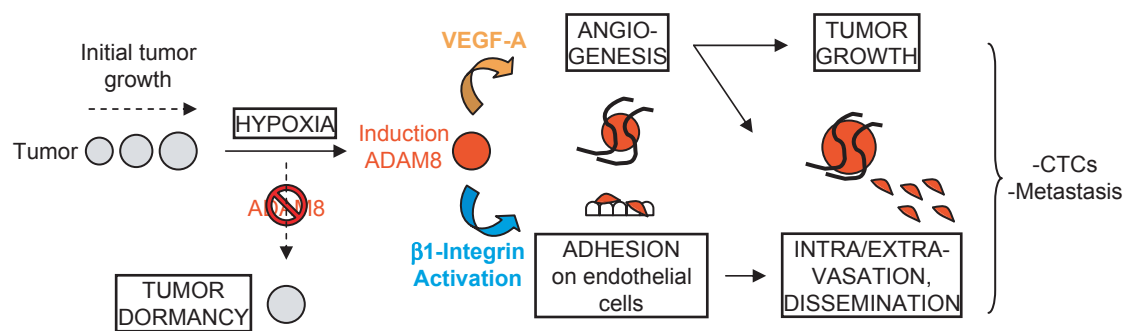 Initial tumor
growth
Tumor
HYPOXIA
ADAM8
TUMOR
DORMANCY
Induction
ADAM8
VEGF-A
β1-Integrin
Activation
ANGIO-
GENESIS
ADHESION
on endothelial
cells
TUMOR
GROWTH
INTRA/EXTRA-
VASATION,
DISSEMINATION
-CTCs
-Metastasis